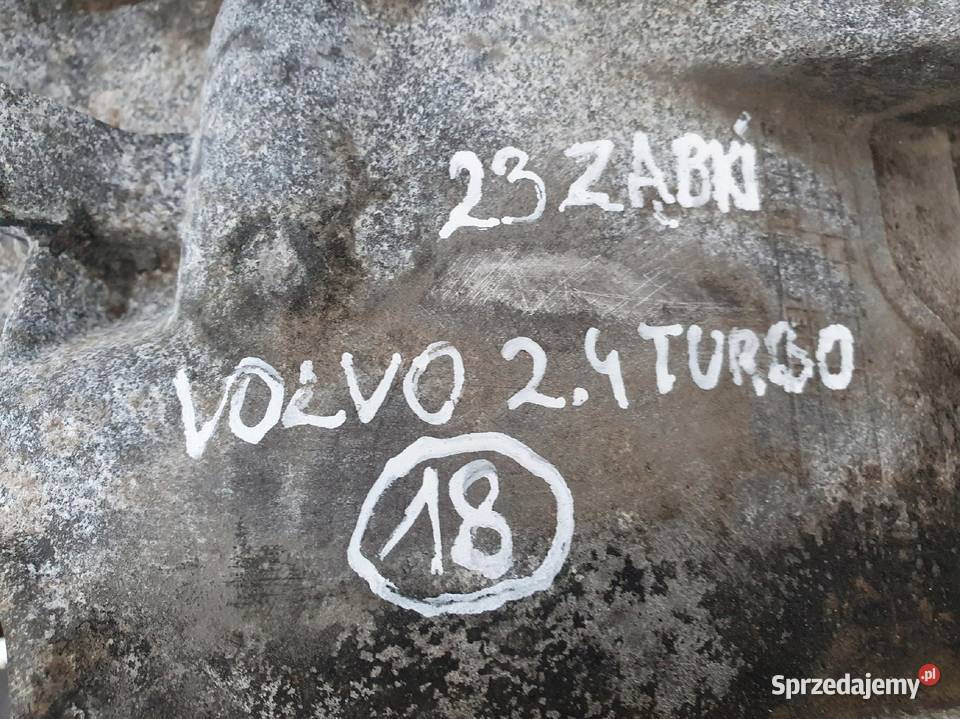 23 ZĄBKI
VOLVO 2.4 TURBO
18
Sprzedajemy.pl